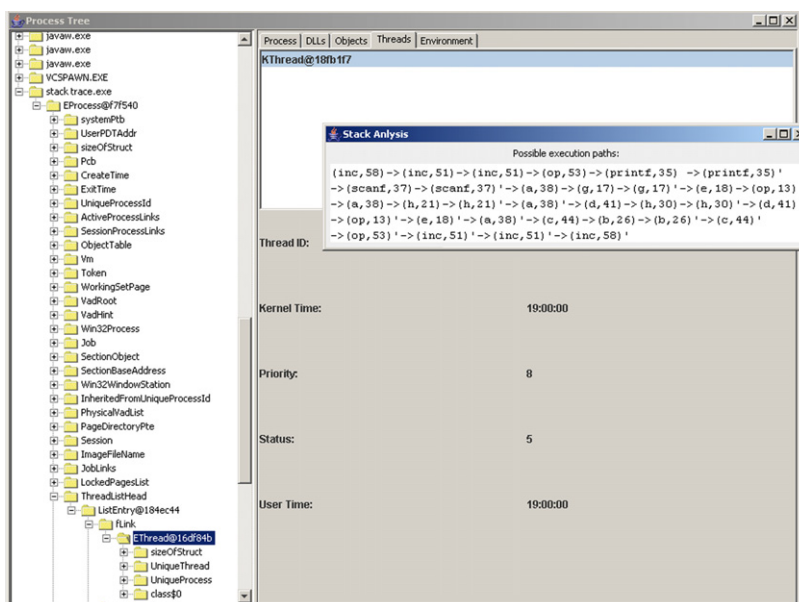 Process Tree
javaw.exe
javaw.exe
javaw.exe
VCSPAWN.EXE
stack trace.exe
EProcess@f7f540
systemPtb
UserPDTAddr
sizeOfStruct
Pcb
CreateTime
ExitTime
UniqueProcessId
ActiveProcessLinks
SessionProcessLinks
ObjectTable
Vm
Token
WorkingSetPage
VadRoot
VadHint
Win32Process
Job
SectionObject
SectionBaseAddress
Win32WindowStation
InheritedFromUniqueProcessId
PhysicalVadList
PageDirectoryPte
Session
ImageFileName
JobLinks
LockedPagesList
ThreadListHead
ListEntry@184ec44
fLink
EThread@16df84b
sizeOfStruct
UniqueThread
UniqueProcess
class$0
Process DLLs Objects Threads Environment
KThread@18fb1f7
Stack Anlysis
Possible execution paths:
(inc,58)->(inc,51)->(inc,51)->(op,53)->(printf,35) ->(printf,35)'
->(scanf,37)->(scanf,37)'->(a,38)->(g,17)->(g,17)'->(e,18)->(op,13)
->(a,38)->(h,21)->(h,21)'->(a,38)'->(d,41)->(h,30)->(h,30)'->(d,41)
->(op,13)'->(e,18)'->(a,38)'->(c,44)->(b,26)->(b,26)'->(c,44)'
->(op,53)'->(inc,51)'->(inc,51)'->(inc,58)'
Thread ID:
Kernel Time: 19:00:00
Priority: 8
Status: 5
User Time: 19:00:00